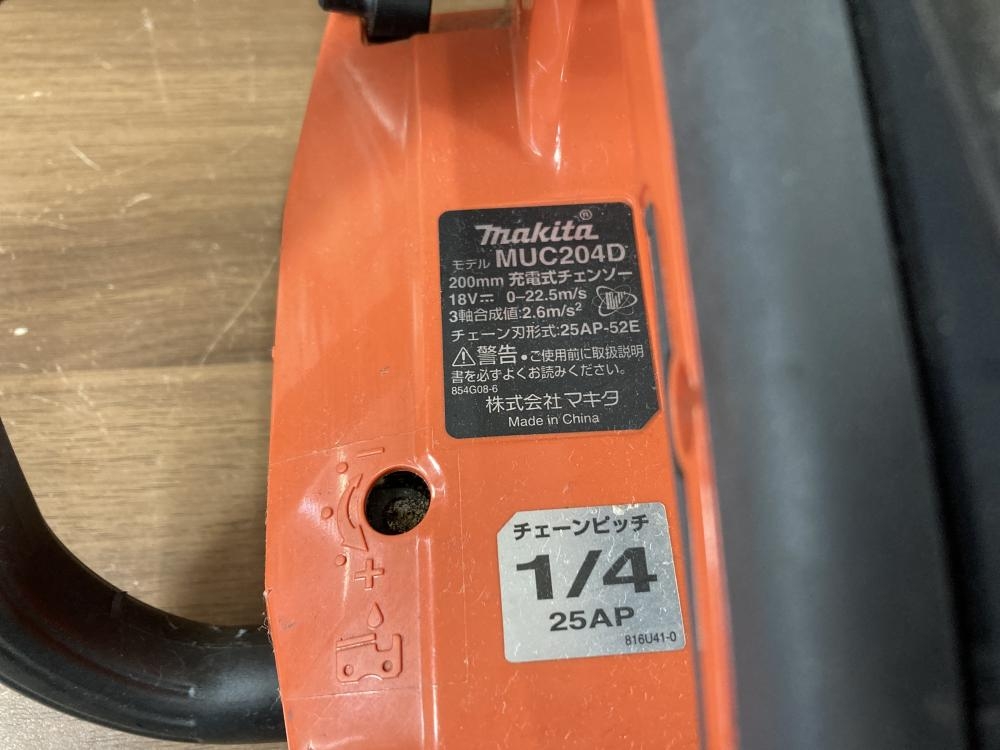 makita®
モデル MUC204D
200mm 充電式チェンソー
18V⎓ 0-22.5m/s
3軸合成値:2.6m/s²
チェーン刃形式:25AP-52E
⚠警告・ご使用前に取扱説明
書を必ずよくお読みください。
854G08-6
株式会社マキタ
Made in China
チェーンピッチ
1/4
25AP
816U41-0